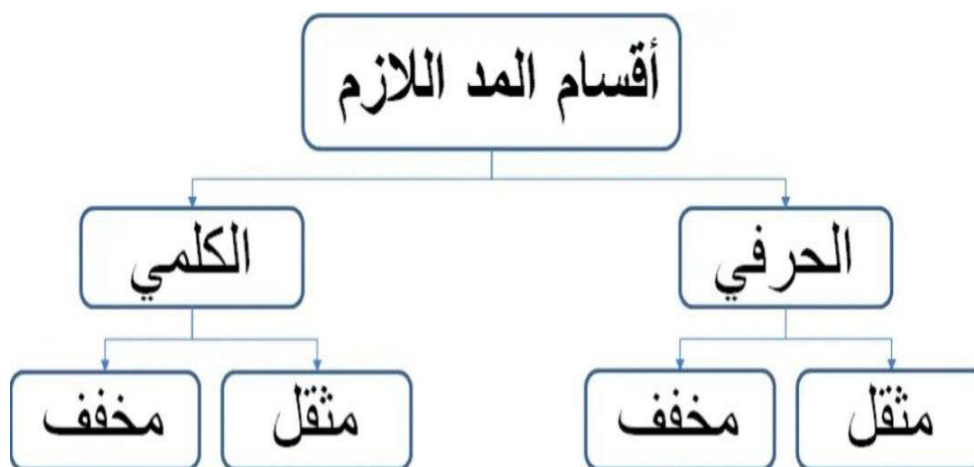 أقسام المد اللازم
الحرفي
الكلمي
مثقل
مخفف
مثقل
مخفف